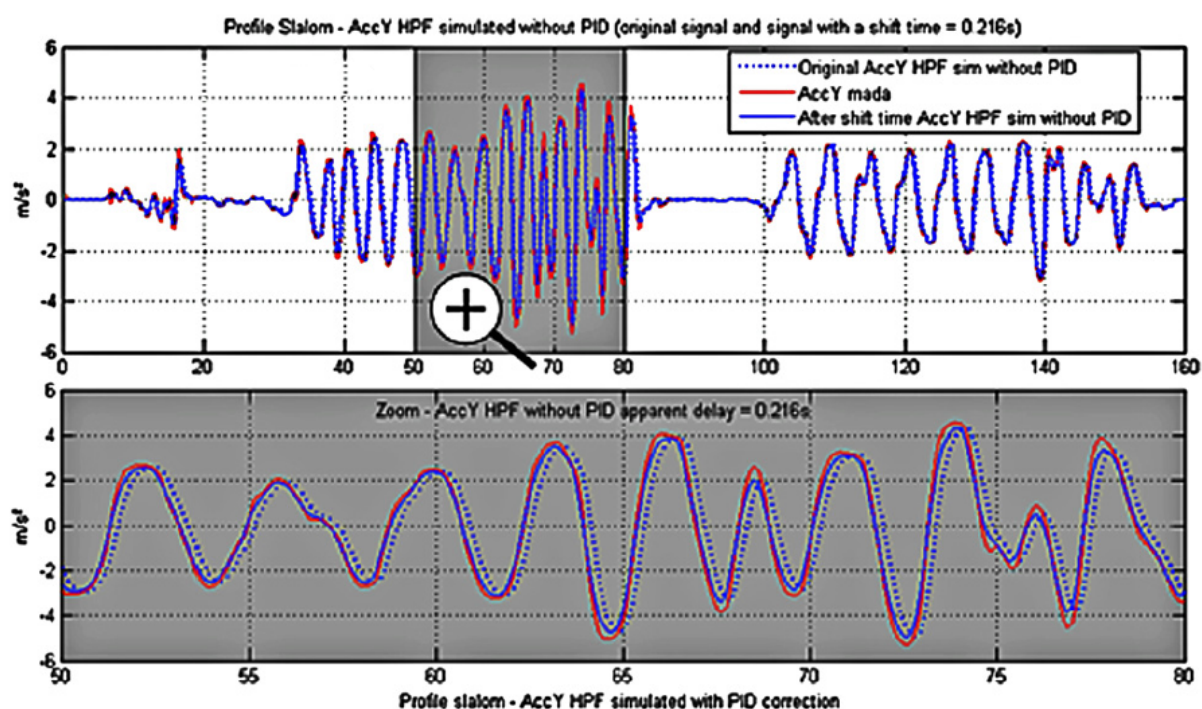 Profile Slalom - AccY HPF simulated without PID (original signal and signal with a shift time = 0.216s)
6
4
2
0
-2
-4
-6
m/s²
Original AccY HPF sim without PID
AccY mada
After shift time AccY HPF sim without PID
0 20 40 50 60 70 80 100 120 140 160
Zoom - AccY HPF without PID apparent delay = 0.216s
6
4
2
0
-2
-4
-6
m/s²
50 55 60 65 70 75 80
Profile slalom - AccY HPF simulated with PID correction